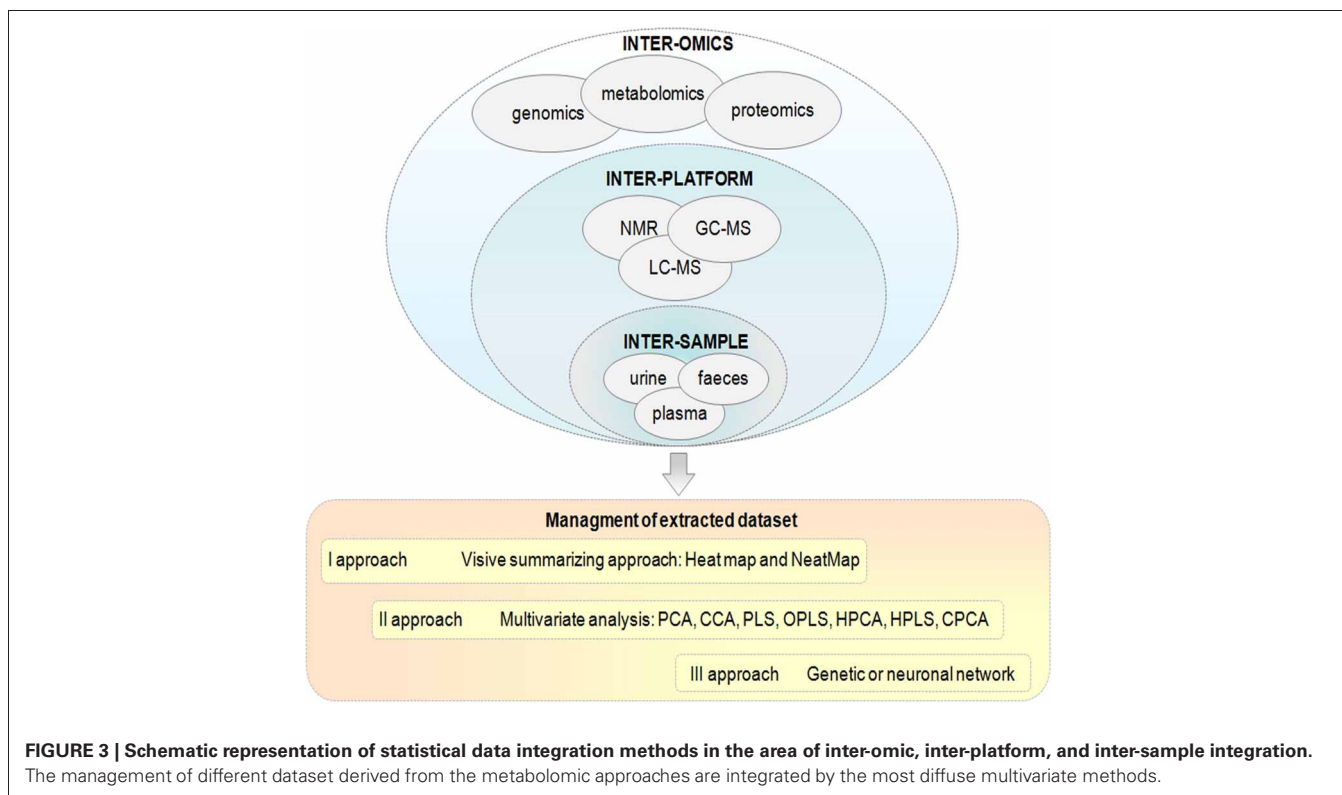 INTER-OMICS
genomics
metabolomics
proteomics
INTER-PLATFORM
NMR
GC-MS
LC-MS
INTER-SAMPLE
urine
faeces
plasma
Managment of extracted dataset
I approach Visive summarizing approach: Heat map and NeatMap
II approach Multivariate analysis: PCA, CCA, PLS, OPLS, HPCA, HPLS, CPCA
III approach Genetic or neuronal network
FIGURE 3 | Schematic representation of statistical data integration methods in the area of inter-omic, inter-platform, and inter-sample integration.
The management of different dataset derived from the metabolomic approaches are integrated by the most diffuse multivariate methods.